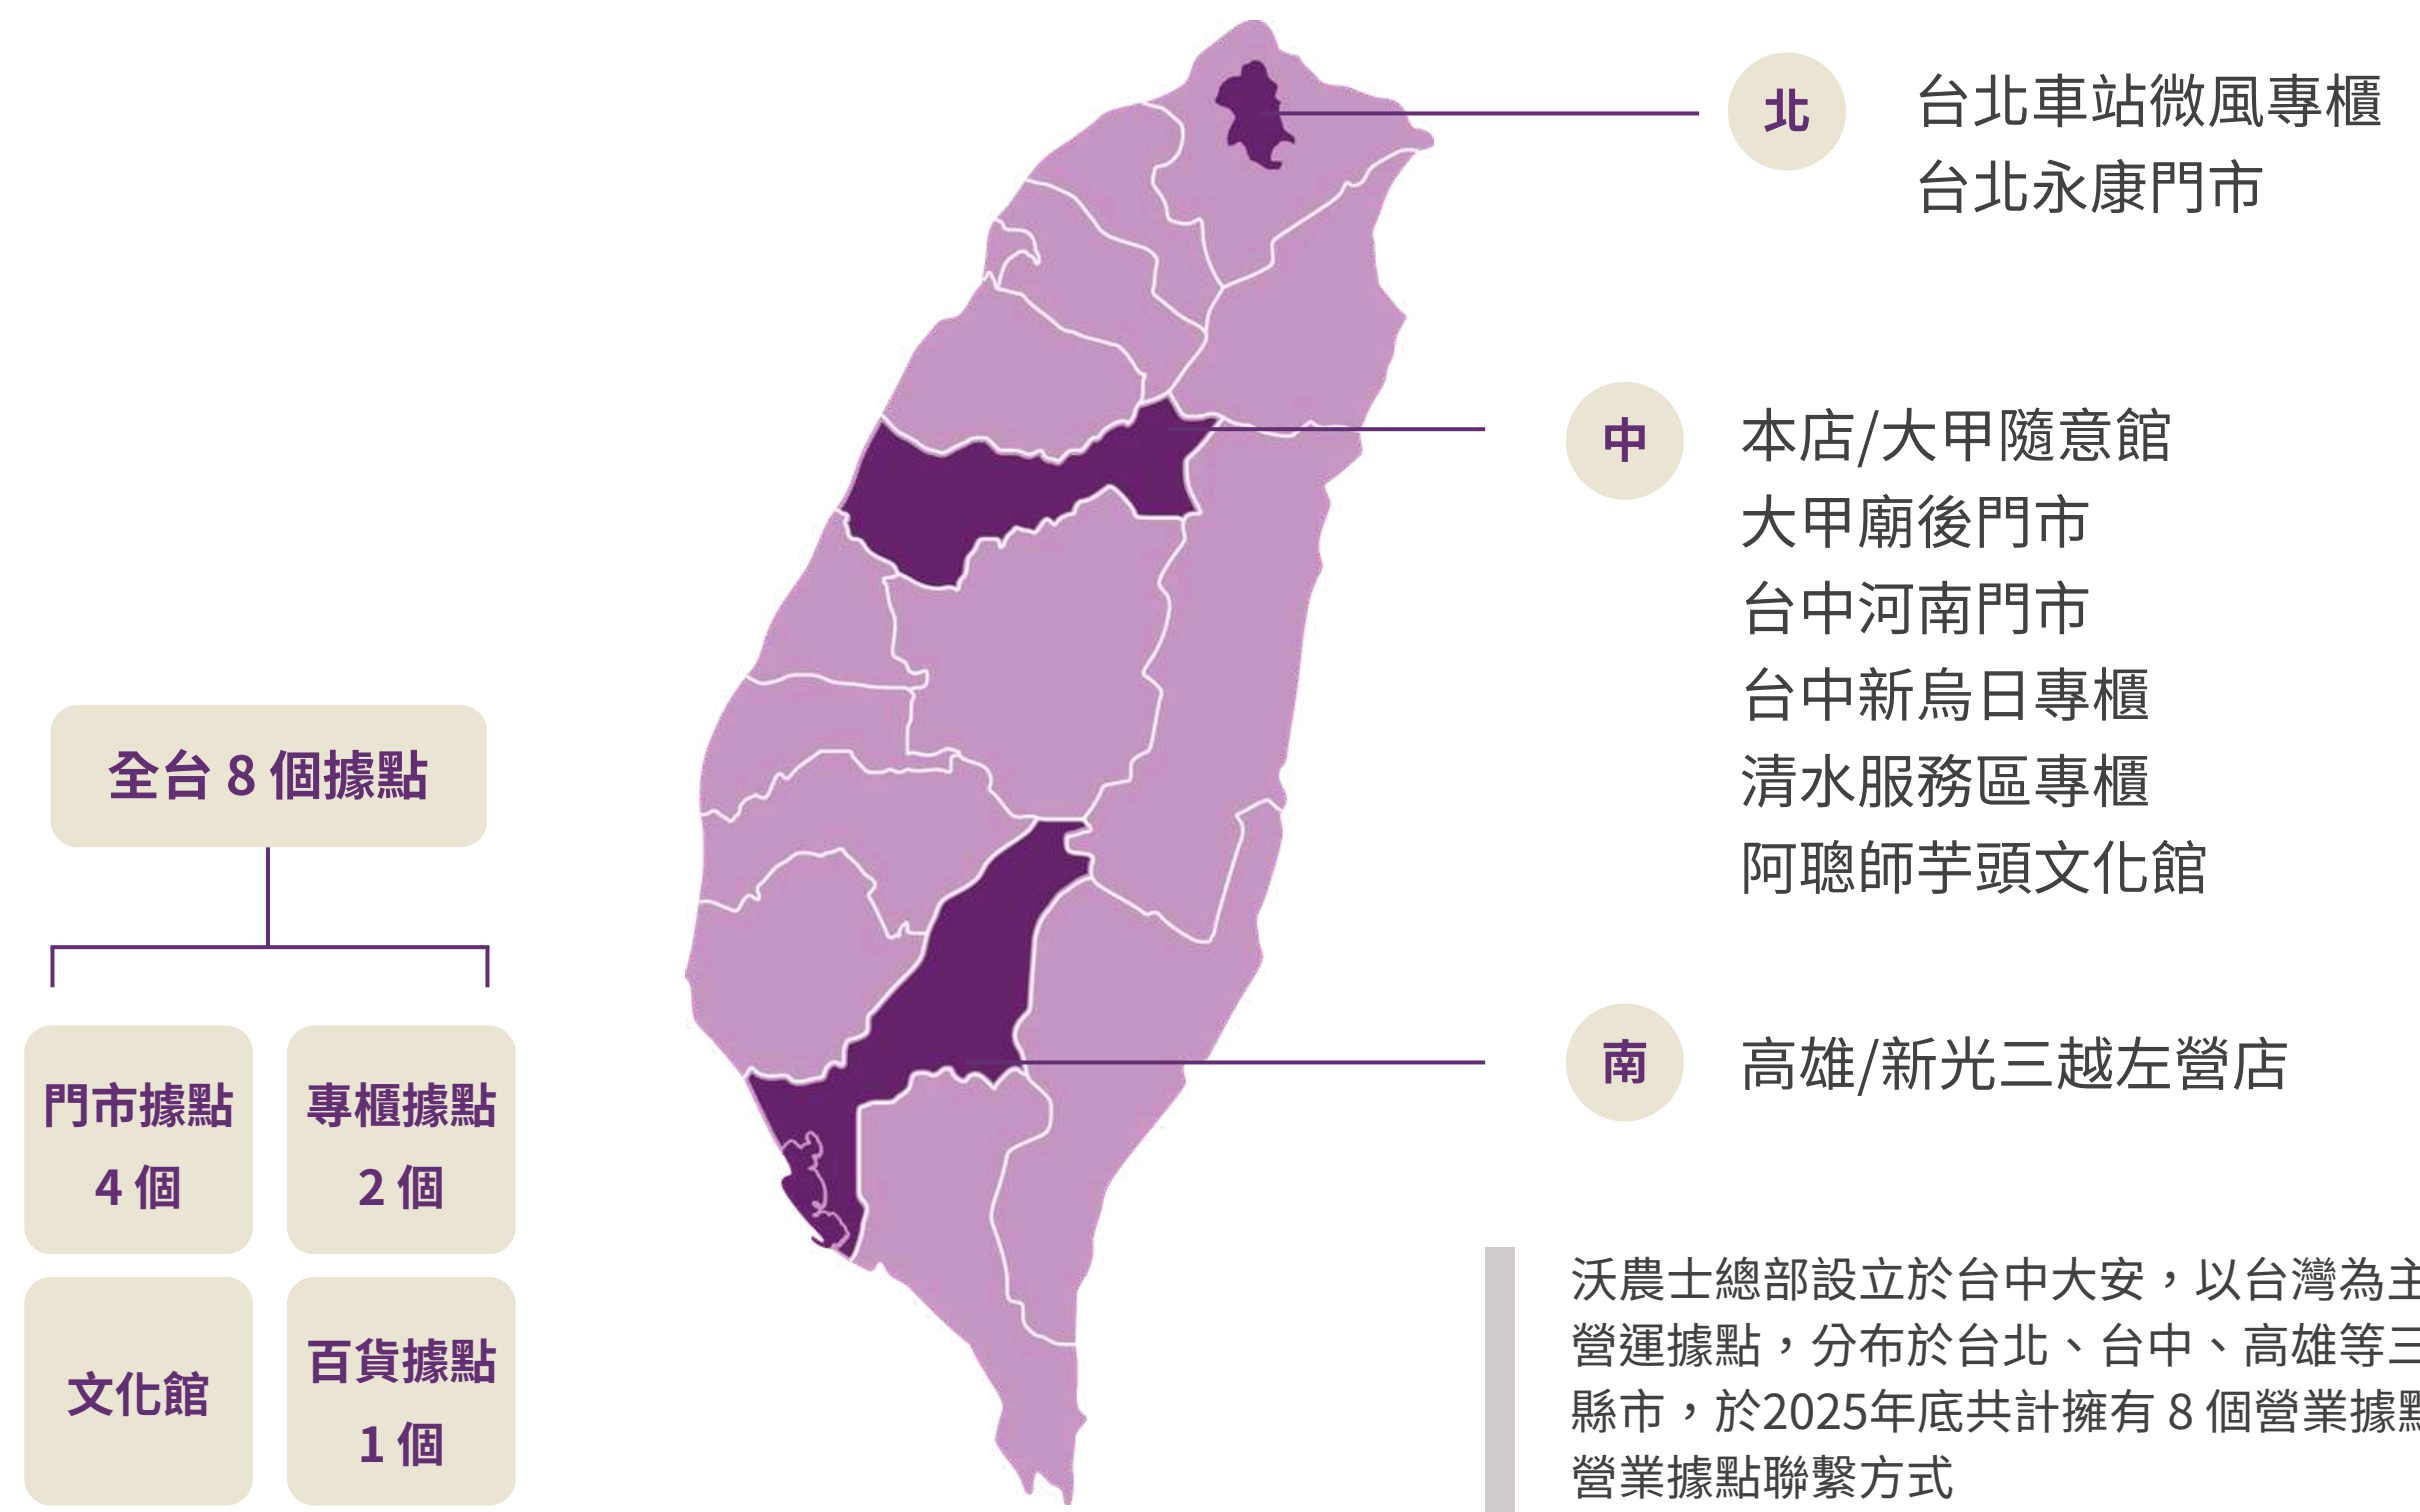 北
台北車站微風專櫃
台北永康門市
中
本店/大甲隨意館
大甲廟後門市
台中河南門市
台中新烏日專櫃
清水服務區專櫃
阿聰師芋頭文化館
南
高雄/新光三越左營店
全台 8 個據點
門市據點
4 個
專櫃據點
2 個
文化館
百貨據點
1 個
沃農士總部設立於台中大安，以台灣為主
營運據點，分布於台北、台中、高雄等三
縣市，於2025年底共計擁有 8 個營業據點
營業據點聯繫方式